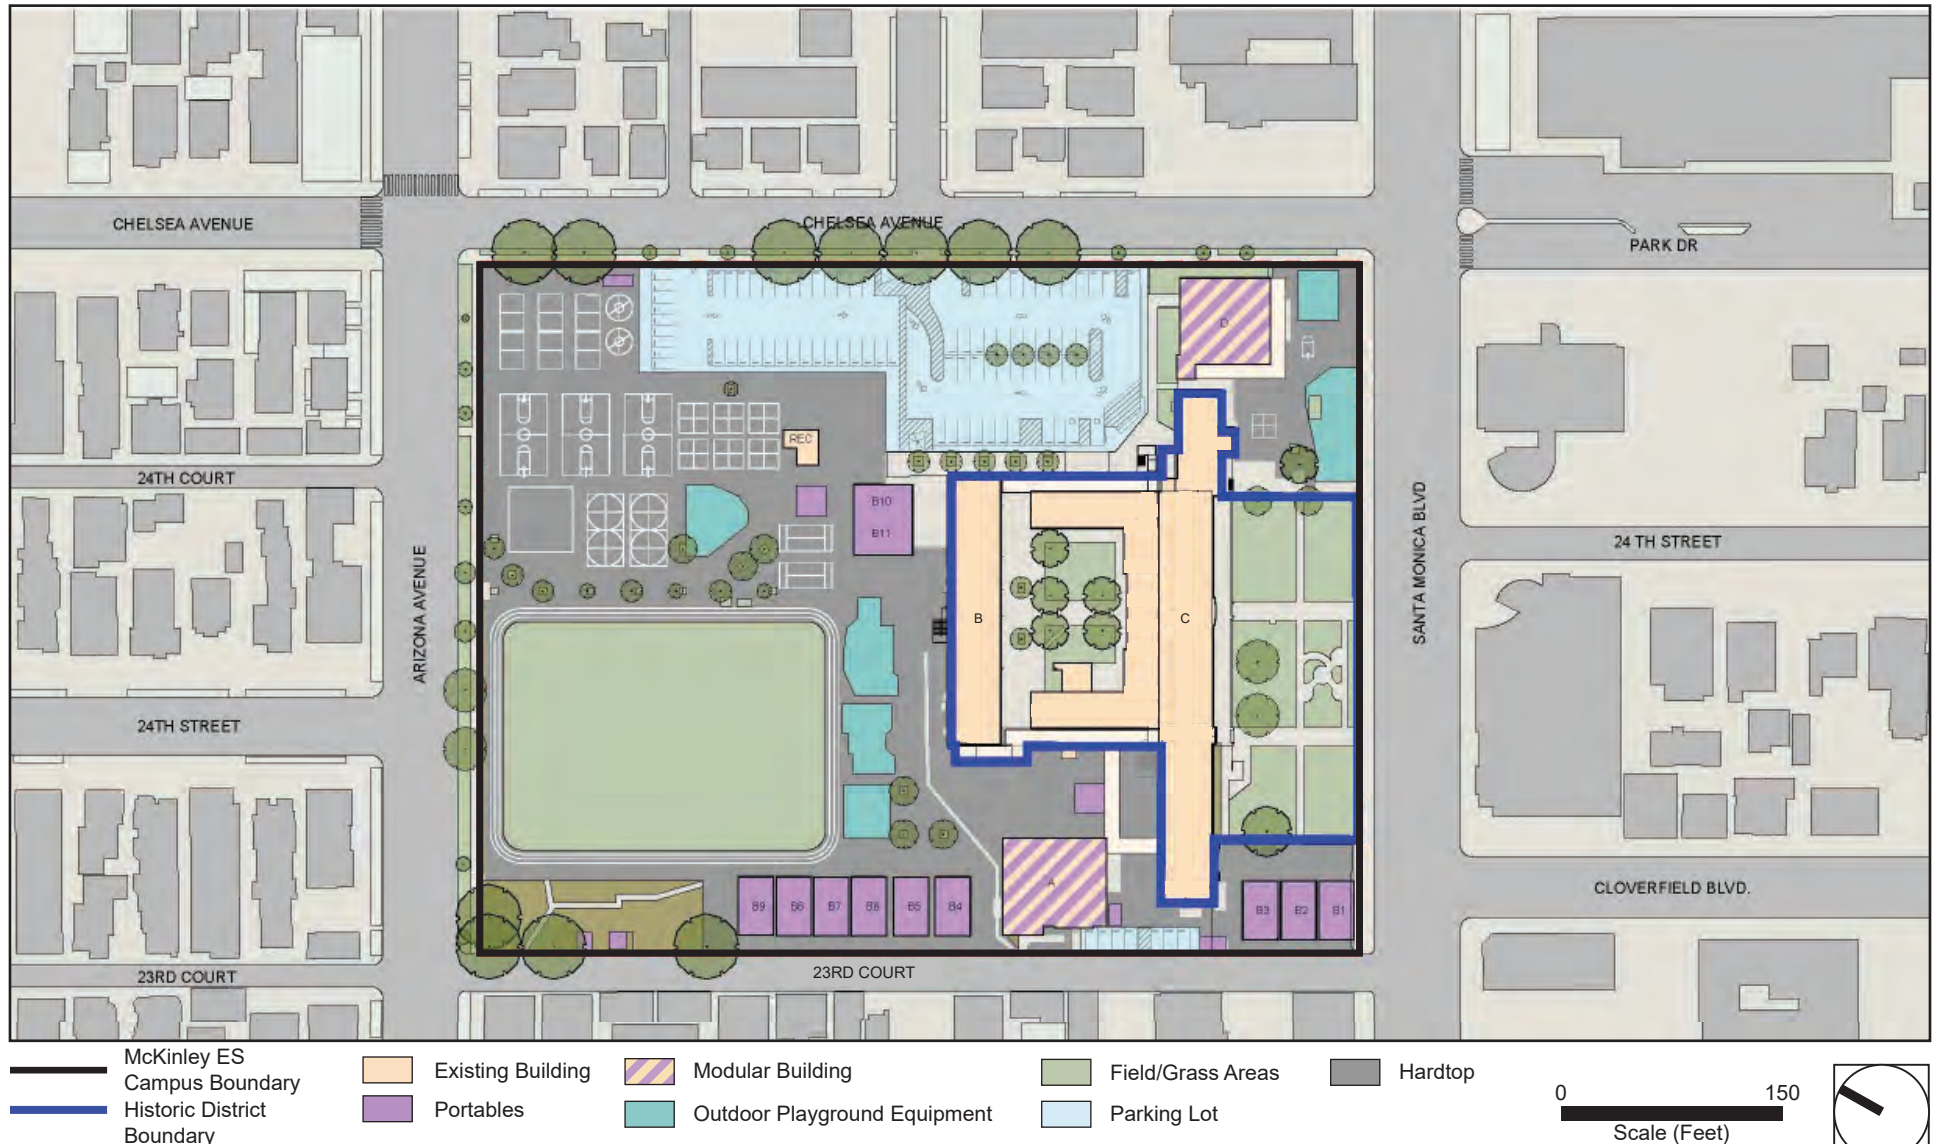 CHELSEA AVENUE
CHELSEA AVENUE
PARK DR
D
REC
24TH COURT
B10
B11
SANTA MONICA BLVD
24 TH STREET
ARIZONA AVENUE
B
C
24TH STREET
A
B9
B8
B7
B6
B5
B4
B3
B2
B1
CLOVERFIELD BLVD.
23RD COURT
23RD COURT
McKinley ES
Campus Boundary
Historic District
Boundary
Existing Building
Portables
Modular Building
Outdoor Playground Equipment
Field/Grass Areas
Parking Lot
Hardtop
0 150
Scale (Feet)